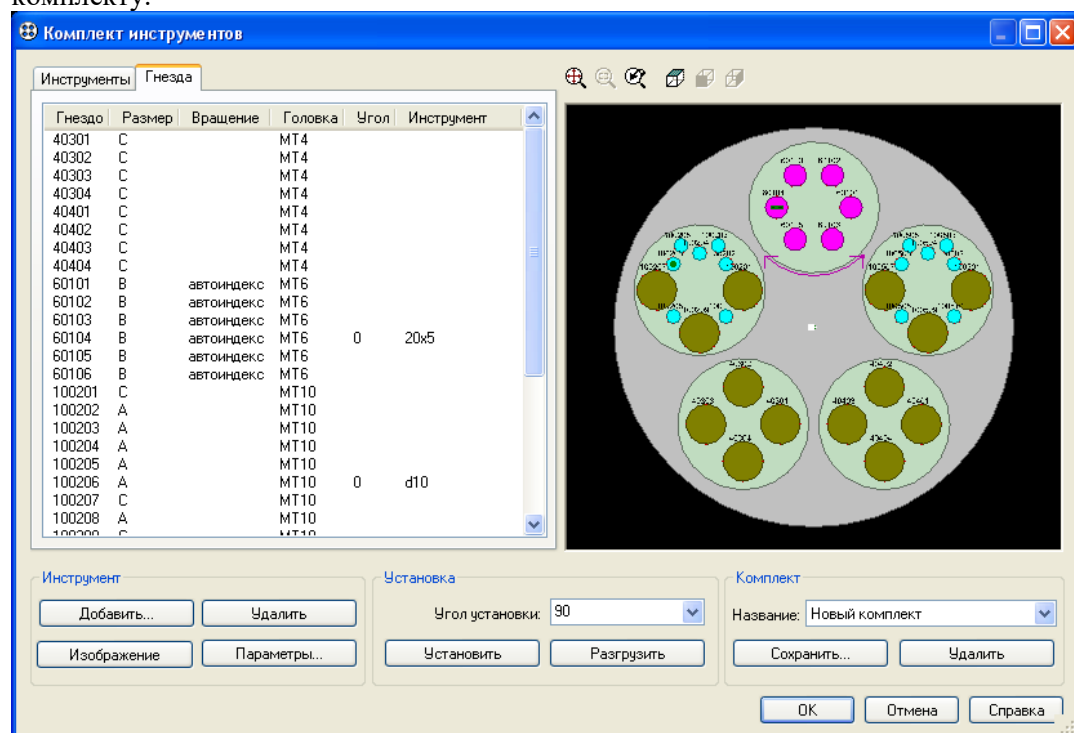 комплекту.
Комплект инструментов
Инструменты Гнезда
Гнездо Размер Вращение Головка Угол Инструмент
40301 C MT4
40302 C MT4
40303 C MT4
40304 C MT4
40401 C MT4
40402 C MT4
40403 C MT4
40404 C MT4
60101 B автоиндекс MT6
60102 B автоиндекс MT6
60103 B автоиндекс MT6
60104 B автоиндекс MT6 0 20x5
60105 B автоиндекс MT6
60106 B автоиндекс MT6
100201 C MT10
100202 A MT10
100203 A MT10
100204 A MT10
100205 A MT10
100206 A MT10 0 d10
100207 C MT10
100208 A MT10
Инструмент
Добавить... Удалить
Изображение Параметры...
Установка
Угол установки: 90
Установить Разгрузить
Комплект
Название: Новый комплект
Сохранить... Удалить
OK Отмена Справка